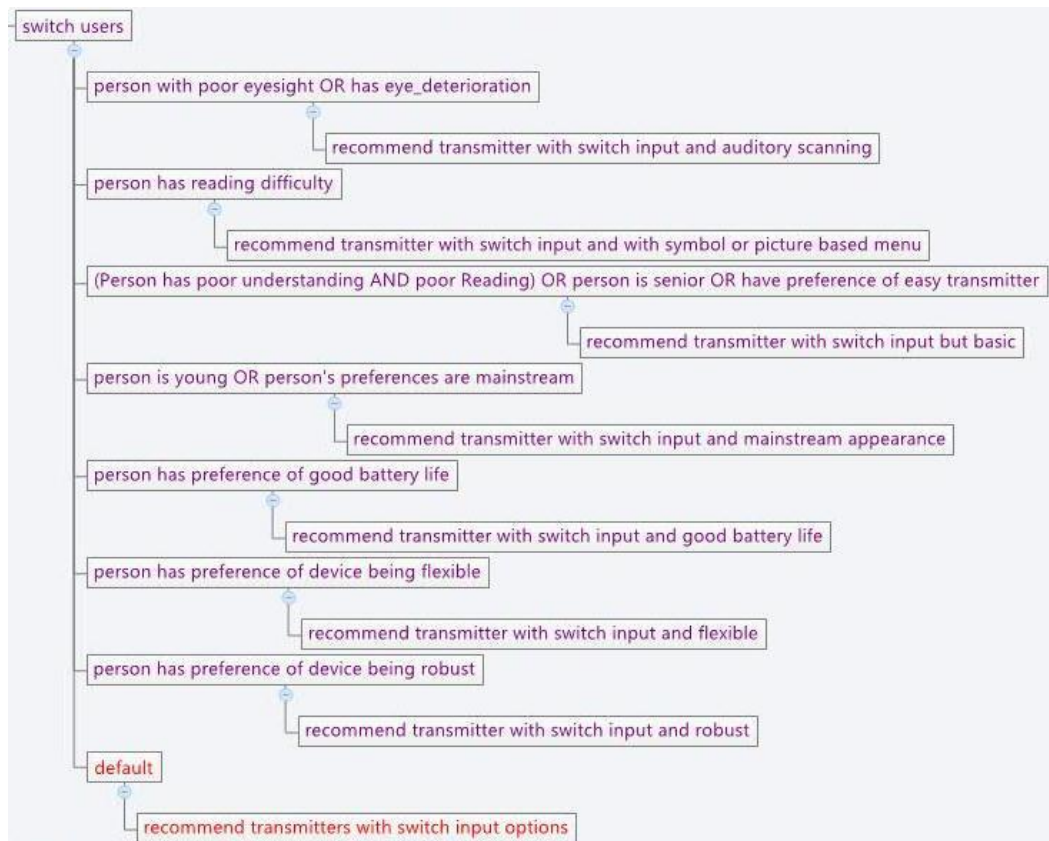 switch users
person with poor eyesight OR has eye_deterioration
recommend transmitter with switch input and auditory scanning
person has reading difficulty
recommend transmitter with switch input and with symbol or picture based menu
(Person has poor understanding AND poor Reading) OR person is senior OR have preference of easy transmitter
recommend transmitter with switch input but basic
person is young OR person's preferences are mainstream
recommend transmitter with switch input and mainstream appearance
person has preference of good battery life
recommend transmitter with switch input and good battery life
person has preference of device being flexible
recommend transmitter with switch input and flexible
person has preference of device being robust
recommend transmitter with switch input and robust
default
recommend transmitters with switch input options